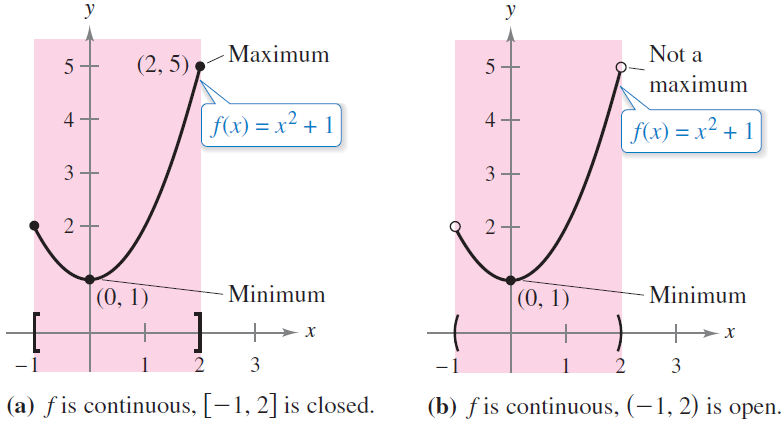 y
5
(2, 5)
Maximum
4
f(x) = x² + 1
3
2
(0, 1)
Minimum
x
−1
1
2
3
(a) f is continuous, [−1, 2] is closed.
y
5
Not a
maximum
4
f(x) = x² + 1
3
2
(0, 1)
Minimum
x
−1
1
2
3
(b) f is continuous, (−1, 2) is open.